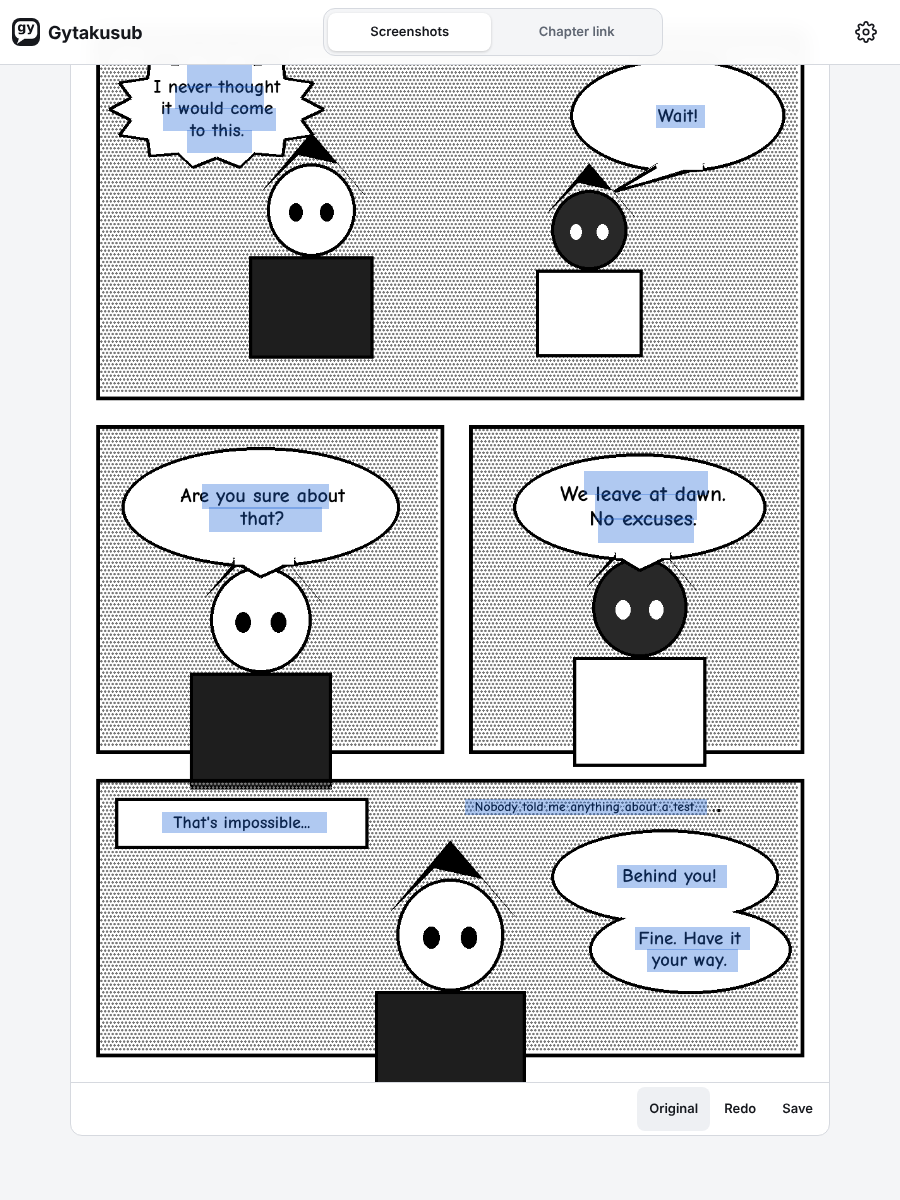 gy
Gytakusub
Screenshots
Chapter link
I never thought
it would come
to this.
Wait!
Are you sure about
that?
We leave at dawn.
No excuses.
That's impossible...
Nobody told me anything about a test...
Behind you!
Fine. Have it
your way.
Original
Redo
Save